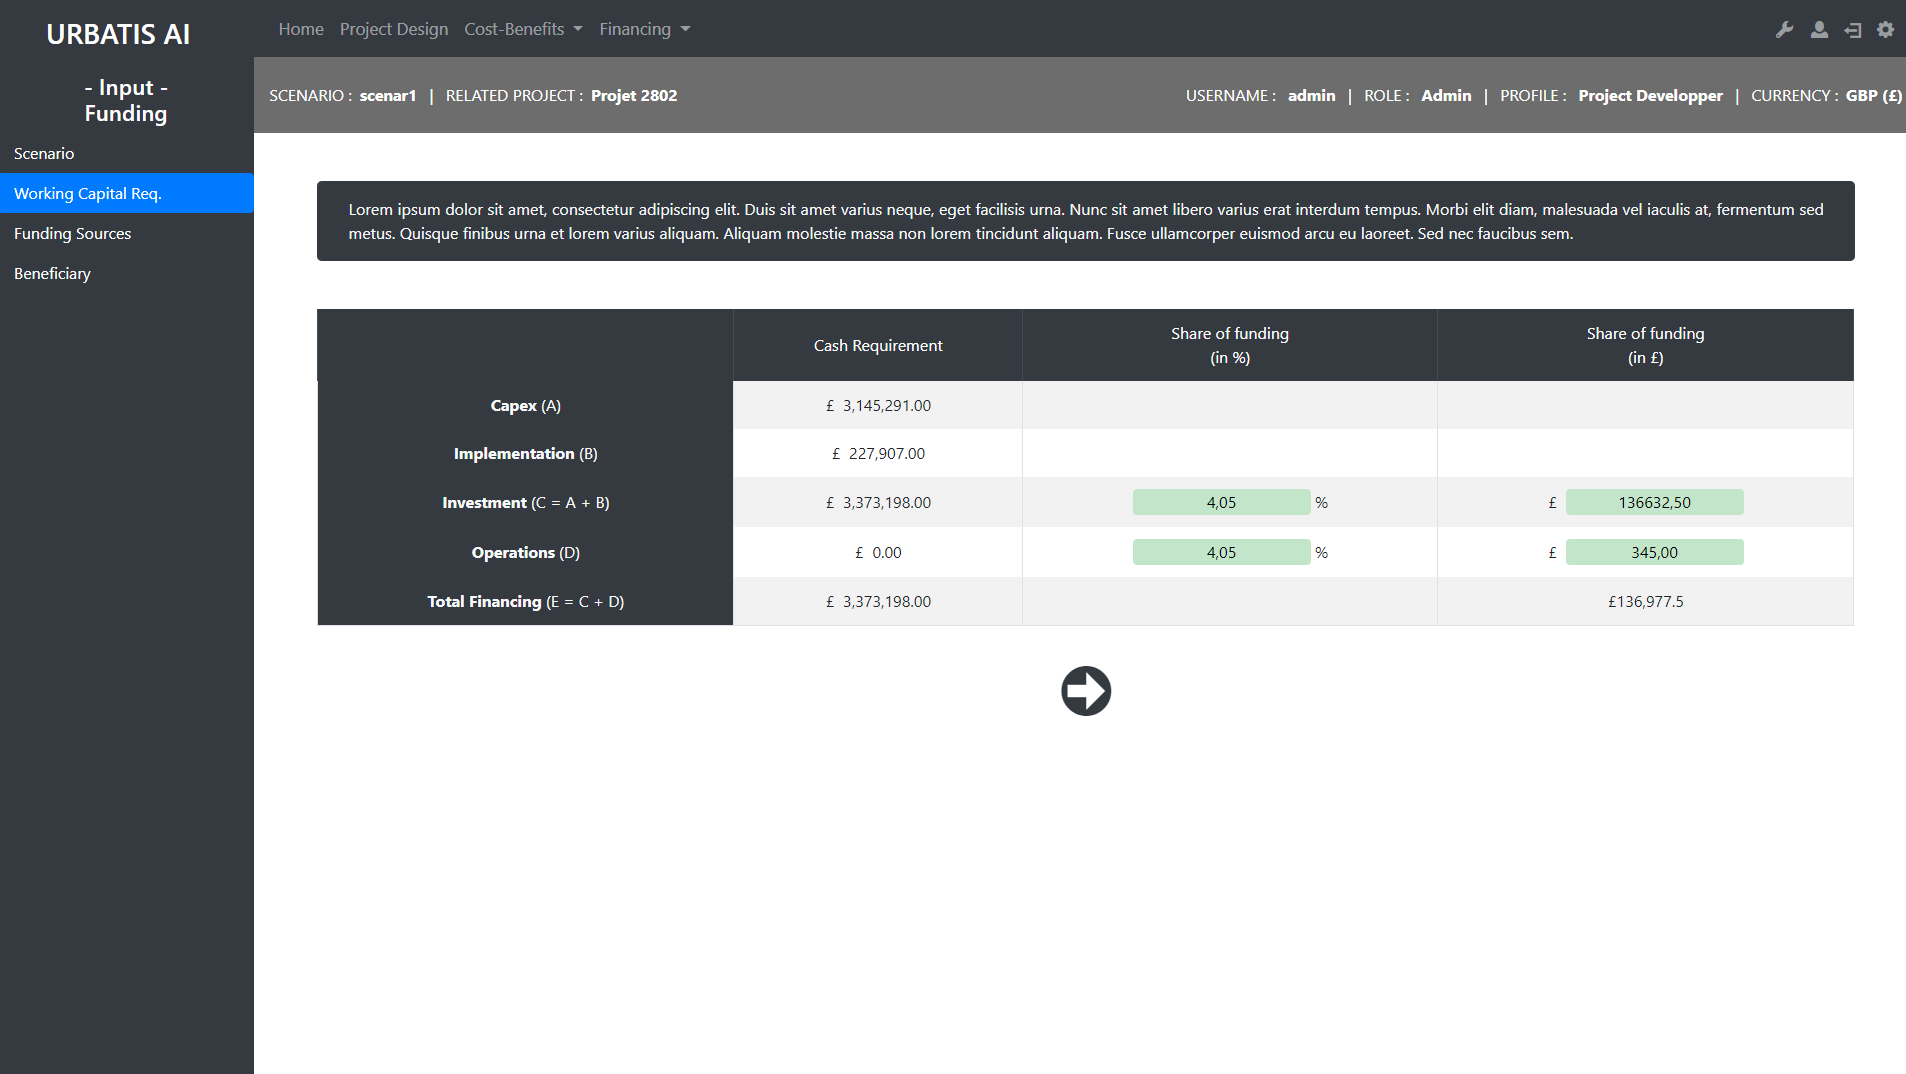 URBATIS AI
Home Project Design Cost-Benefits Financing
- Input -
Funding
Scenario
Working Capital Req.
Funding Sources
Beneficiary
SCENARIO : scenar1 | RELATED PROJECT : Projet 2802
USERNAME : admin | ROLE : Admin | PROFILE : Project Developper | CURRENCY : GBP (£)
Lorem ipsum dolor sit amet, consectetur adipiscing elit. Duis sit amet varius neque, eget facilisis urna. Nunc sit amet libero varius erat interdum tempus. Morbi elit diam, malesuada vel iaculis at, fermentum sed
metus. Quisque finibus urna et lorem varius aliquam. Aliquam molestie massa non lorem tincidunt aliquam. Fusce ullamcorper euismod arcu eu laoreet. Sed nec faucibus sem.
Cash Requirement
Share of funding
(in %)
Share of funding
(in £)
Capex (A) £ 3,145,291.00
Implementation (B) £ 227,907.00
Investment (C = A + B) £ 3,373,198.00 4,05 % £ 136632,50
Operations (D) £ 0.00 4,05 % £ 345,00
Total Financing (E = C + D) £ 3,373,198.00 £136,977.5